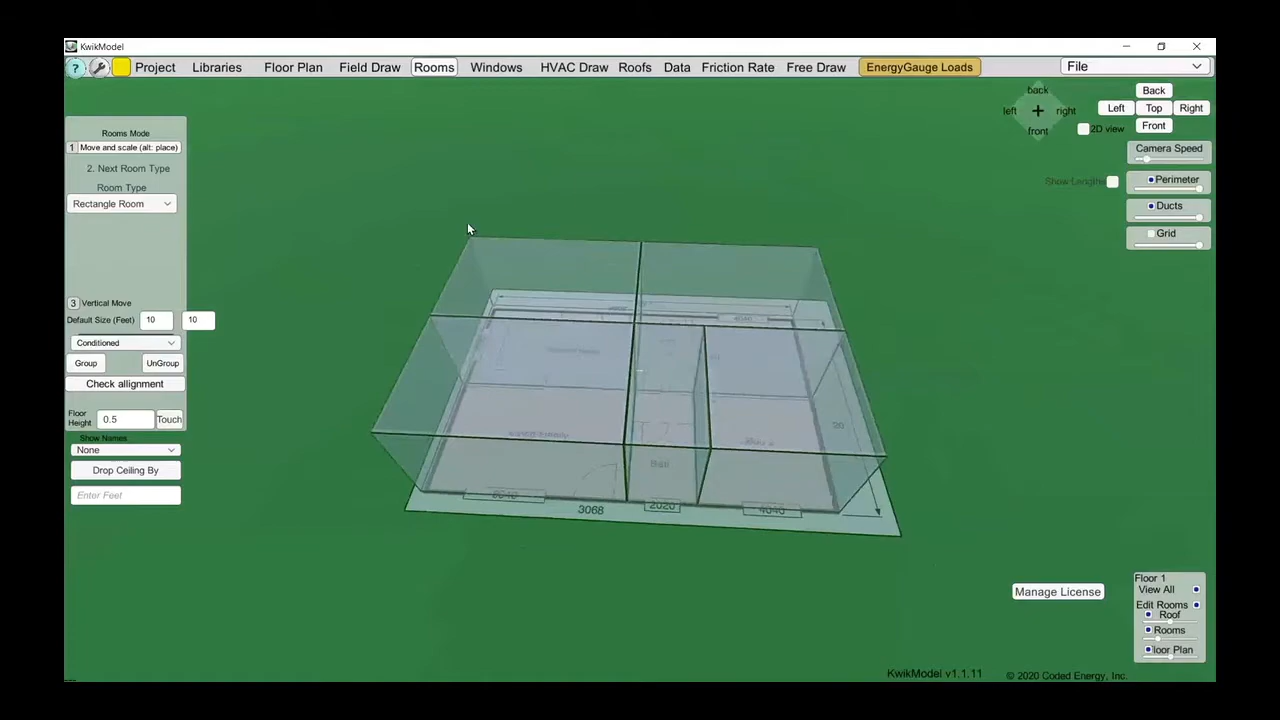 KwikModel
? Project Libraries Floor Plan Field Draw Rooms Windows HVAC Draw Roofs Data Friction Rate Free Draw EnergyGauge Loads File
back
left + right
front
Back
Left Top Right
Front
2D view
Camera Speed
Show Lengths
Perimeter
Ducts
Grid
Rooms Mode
1 Move and scale (alt: place)
2. Next Room Type
Room Type
Rectangle Room
3 Vertical Move
Default Size (Feet) 10 10
Conditioned
Group UnGroup
Check allignment
Floor Height 0.5 Touch
Show Names
None
Drop Ceiling By
Enter Feet
4040
20
Bath
3068
2020
4040
Manage License
Floor 1
View All
Edit Rooms
Roof
Rooms
Floor Plan
KwikModel v1.1.11
© 2020 Coded Energy, Inc.